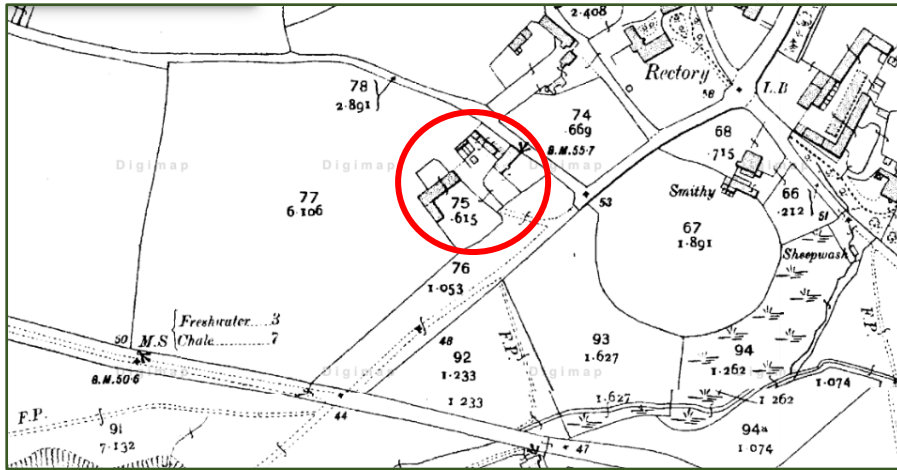 2.408
Rectory
78
2.891
56
L.B
74
.669
68
.715
B.M.55.7
Digimap
Digimap
Digimap
Digimap
77
6.106
75
.615
53
Smithy
66
.212
51
67
1.891
Sheepwash
76
1.053
F.P.
F.P.
Freshwater....3
Chale........7
50
M.S
48
92
1.233
93
1.627
94
1.262
B.M.50.6
Digimap
Digimap
Digimap
Digimap
1.074
1.233
1.627
1.262
44
F.P.
91
7.132
47
94a
1.074